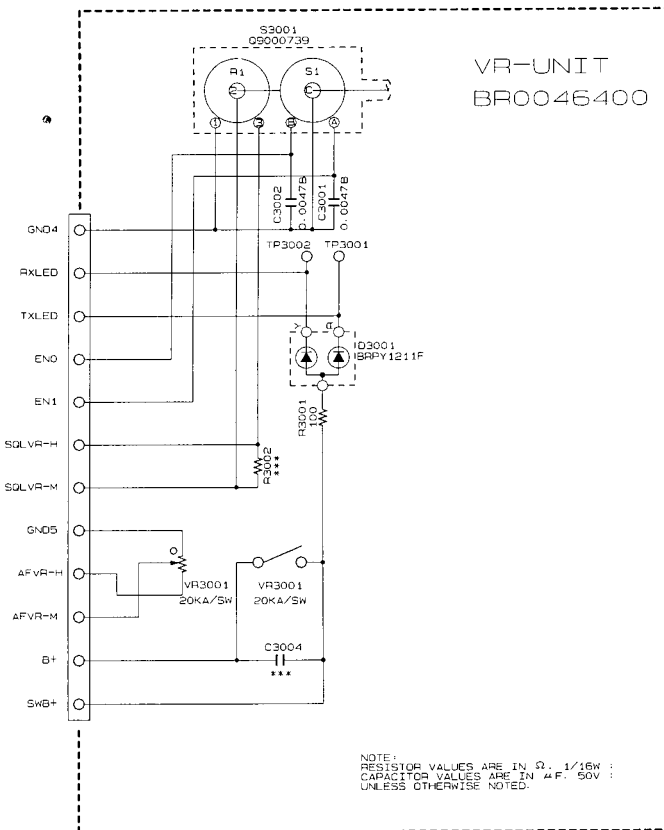 S3001
Q9000739
VR-UNIT
BR0046400
R1
S1
2
C
1
3
B
A
C3002
0.0047B
C3001
0.0047B
GND4
TP3002
TP3001
RXLED
TXLED
Y
R
D3001
BRPY1211F
EN0
EN1
R3001
100
SQLVR-H
R3002
***
SQLVR-M
GND5
AFVR-H
VR3001
20KA/SW
VR3001
20KA/SW
AFVR-M
C3004
***
B+
SWB+
NOTE:
RESISTOR VALUES ARE IN Ω. 1/16W :
CAPACITOR VALUES ARE IN µF. 50V :
UNLESS OTHERWISE NOTED.